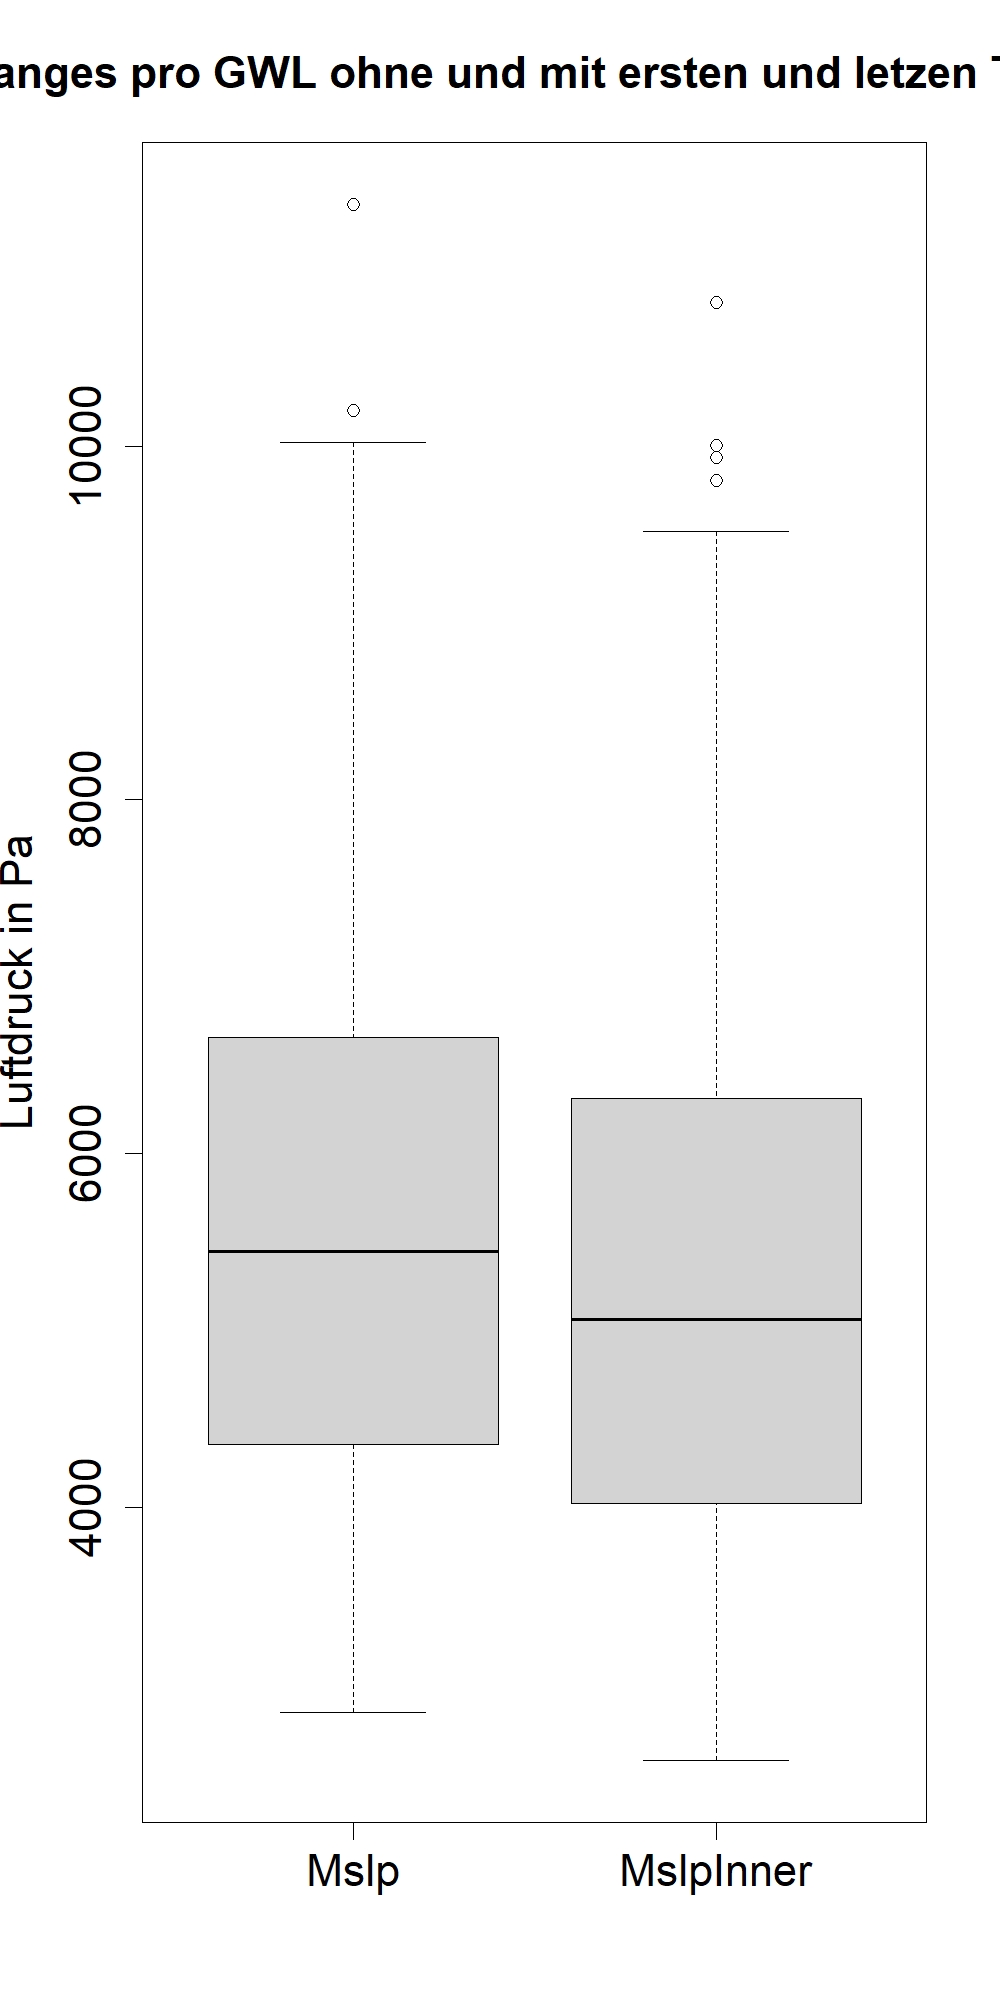 anges pro GWL ohne und mit ersten und letzen
Luftdruck in Pa
10000
8000
6000
4000
Mslp
MslpInner